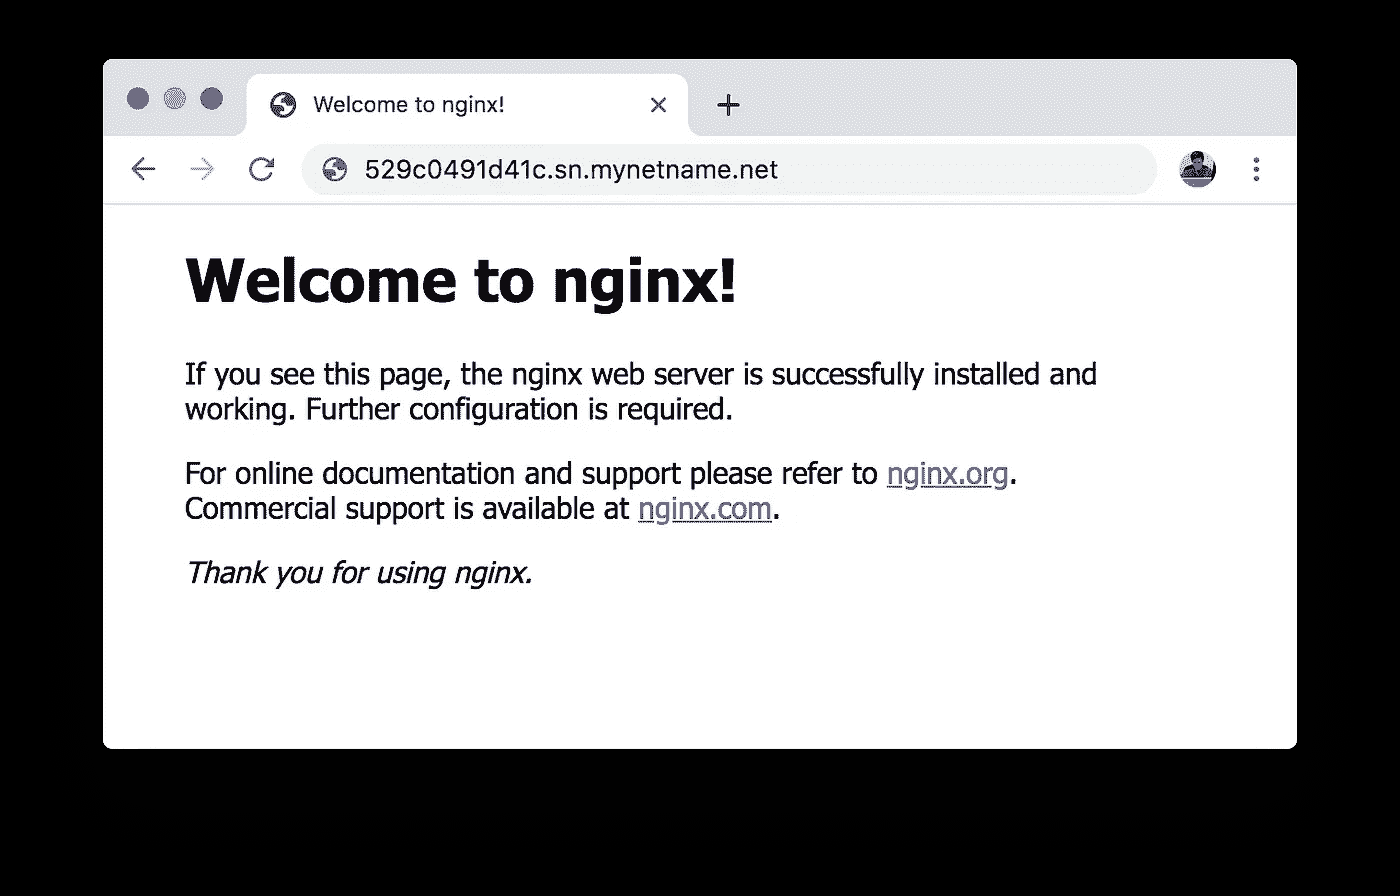 Welcome to nginx!
529c0491d41c.sn.mynetname.net
Welcome to nginx!
If you see this page, the nginx web server is successfully installed and
working. Further configuration is required.
For online documentation and support please refer to nginx.org.
Commercial support is available at nginx.com.
Thank you for using nginx.